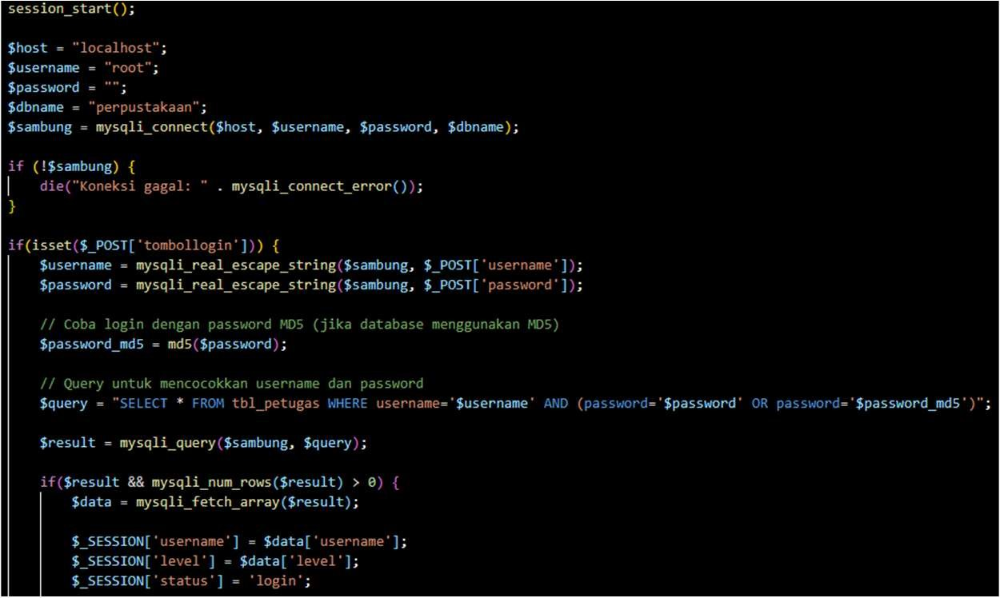 session_start();
$host = "localhost";
$username = "root";
$password = "";
$dbname = "perpustakaan";
$sambung = mysqli_connect($host, $username, $password, $dbname);
if (!$sambung) {
die("Koneksi gagal: " . mysqli_connect_error());
}
if(isset($_POST['tombollogin'])) {
$username = mysqli_real_escape_string($sambung, $_POST['username']);
$password = mysqli_real_escape_string($sambung, $_POST['password']);
// Coba login dengan password MD5 (jika database menggunakan MD5)
$password_md5 = md5($password);
// Query untuk mencocokkan username dan password
$query = "SELECT * FROM tbl_petugas WHERE username='$username' AND (password='$password' OR password='$password_md5')";
$result = mysqli_query($sambung, $query);
if($result && mysqli_num_rows($result) > 0) {
$data = mysqli_fetch_array($result);
$_SESSION['username'] = $data['username'];
$_SESSION['level'] = $data['level'];
$_SESSION['status'] = 'login';